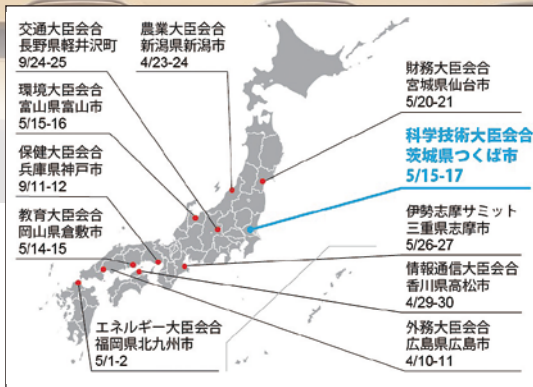 交通大臣会合
長野県軽井沢町
9/24-25
農業大臣会合
新潟県新潟市
4/23-24
環境大臣会合
富山県富山市
5/15-16
保健大臣会合
兵庫県神戸市
9/11-12
教育大臣会合
岡山県倉敷市
5/14-15
財務大臣会合
宮城県仙台市
5/20-21
科学技術大臣会合
茨城県つくば市
5/15-17
伊勢志摩サミット
三重県志摩市
5/26-27
情報通信大臣会合
香川県高松市
4/29-30
外務大臣会合
広島県広島市
4/10-11
エネルギー大臣会合
福岡県北九州市
5/1-2